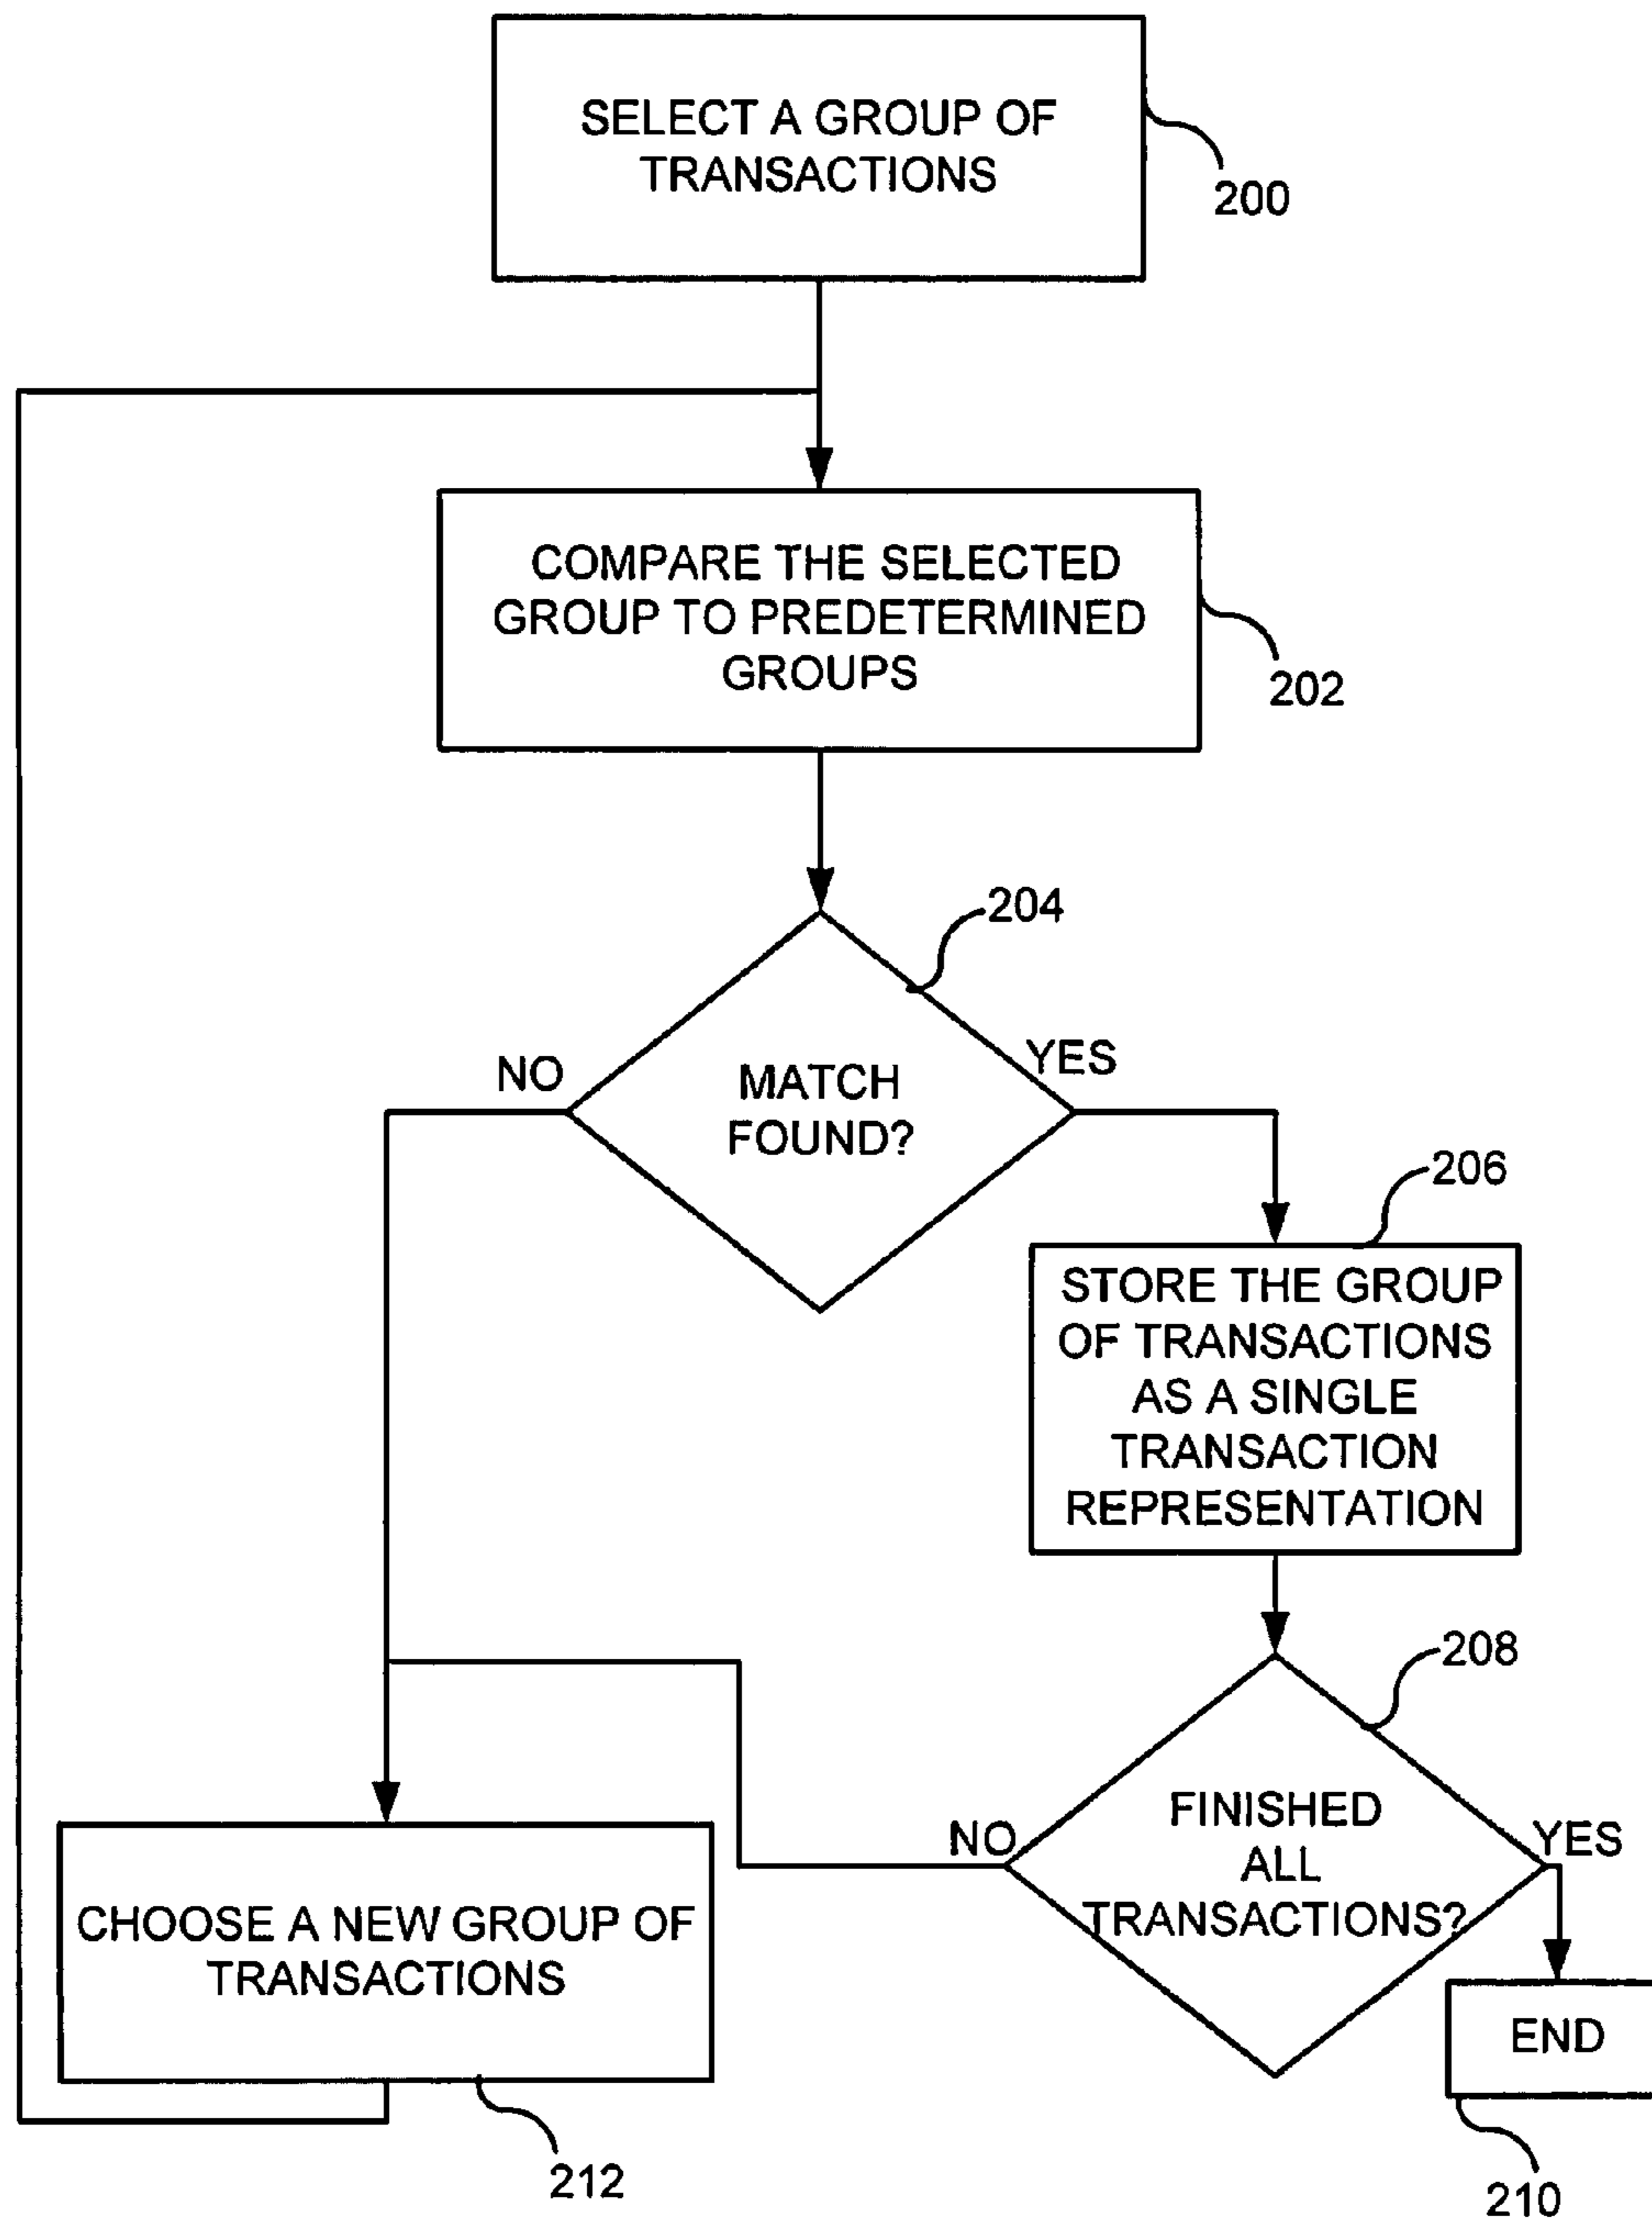 SELECT A GROUP OF
TRANSACTIONS
200
COMPARE THE SELECTED
GROUP TO PREDETERMINED
GROUPS
202
204
NO
YES
MATCH
FOUND?
206
STORE THE GROUP
OF TRANSACTIONS
AS A SINGLE
TRANSACTION
REPRESENTATION
208
NO
YES
FINISHED
ALL
TRANSACTIONS?
CHOOSE A NEW GROUP OF
TRANSACTIONS
END
212
210